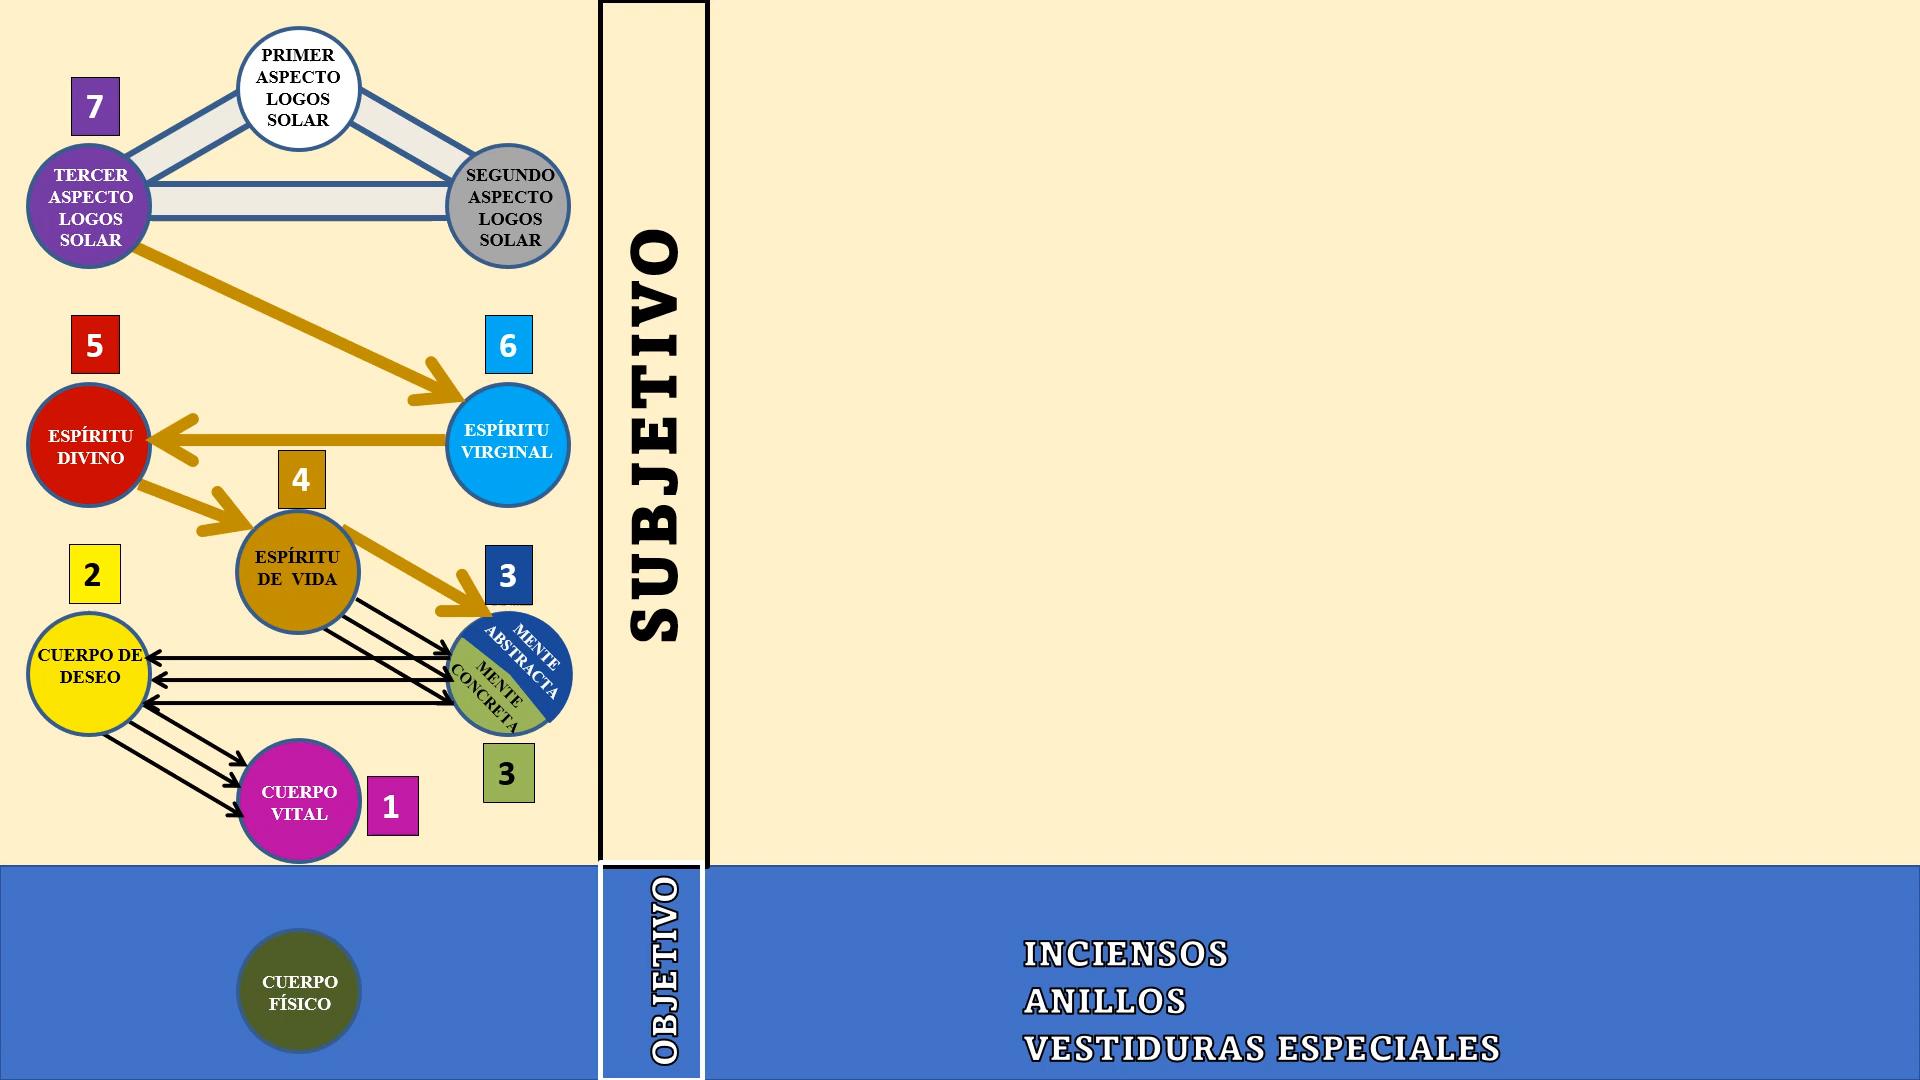 PRIMER
ASPECTO
LOGOS
SOLAR
7
TERCER
ASPECTO
LOGOS
SOLAR
SEGUNDO
ASPECTO
LOGOS
SOLAR
5
6
ESPÍRITU
DIVINO
ESPÍRITU
VIRGINAL
4
ESPÍRITU
DE VIDA
2
3
CUERPO DE
DESEO
MENTE
ABSTRACTA
MENTE
CONCRETA
3
CUERPO
VITAL
1
SUBJETIVO
CUERPO
FÍSICO
OBJETIVO
INCIENSOS
ANILLOS
VESTIDURAS ESPECIALES